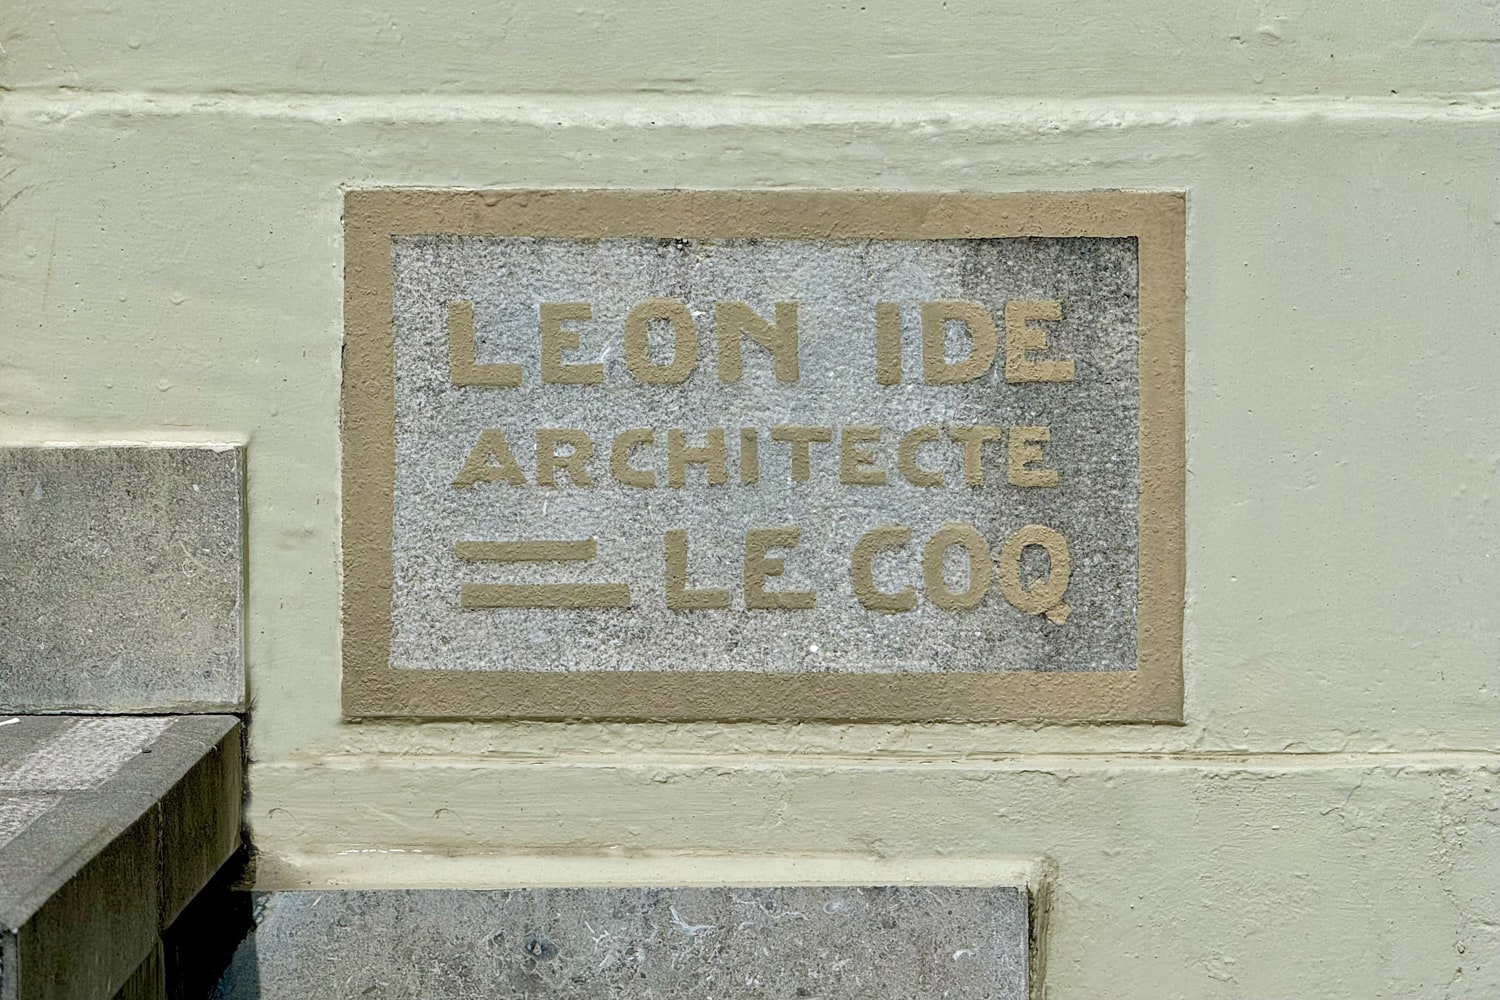 LEON IDE
ARCHITECTE
= LE COQ